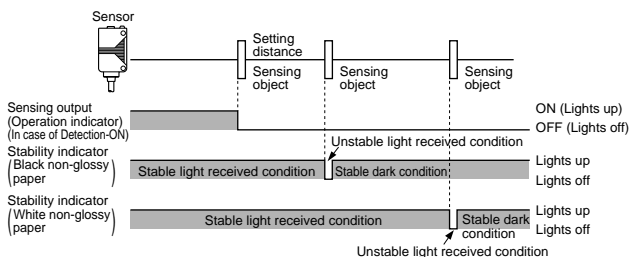 Sensor
Setting
distance
Sensing
object
Sensing
object
Sensing
object
Sensing output
(Operation indicator)
(In case of Detection-ON)
ON (Lights up)
OFF (Lights off)
Unstable light received condition
Stability indicator
(Black non-glossy
paper)
Stable light received condition
Stable dark condition
Lights up
Lights off
Stability indicator
(White non-glossy
paper)
Stable light received condition
Stable dark
condition
Lights up
Lights off
Unstable light received condition